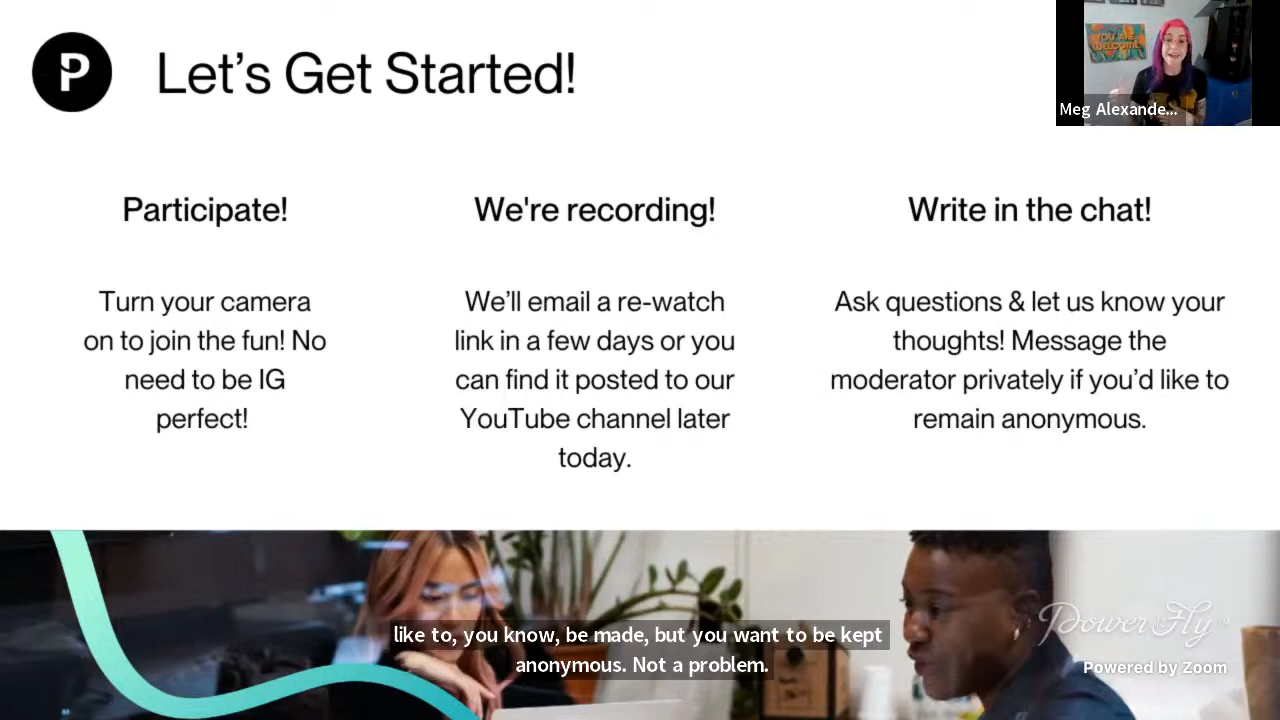 P
Let's Get Started!
YOU ARE
WELCOME
Meg Alexande...
Participate!
Turn your camera
on to join the fun! No
need to be IG
perfect!
We're recording!
We'll email a re-watch
link in a few days or you
can find it posted to our
YouTube channel later
today.
Write in the chat!
Ask questions & let us know your
thoughts! Message the
moderator privately if you'd like to
remain anonymous.
like to, you know, be made, but you want to be kept
anonymous. Not a problem.
PowertoFly
Powered by Zoom